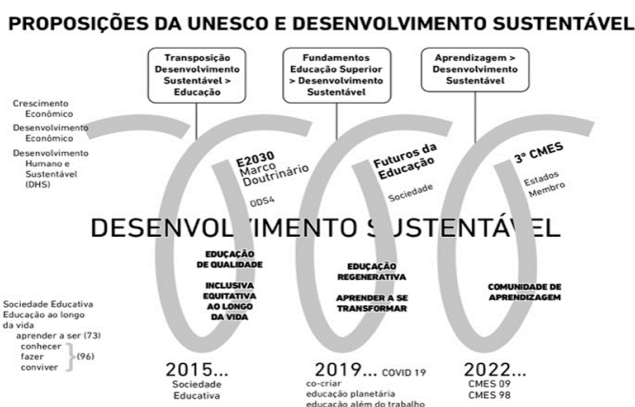 PROPOSIÇÕES DA UNESCO E DESENVOLVIMENTO SUSTENTÁVEL
Transposição
Desenvolvimento
Sustentável >
Educação
Fundamentos
Educação Superior
> Desenvolvimento
Sustentável
Aprendizagem >
Desenvolvimento
Sustentável
Crescimento
Econômico
Desenvolvimento
Econômico
Desenvolvimento
Humano e
Sustentável
(DHS)
E2030
Marco
Doutrinário
ODS4
Futuros da
Educação
Sociedade
3º CMES
Estados
Membro
DESENVOLVIMENTO SUSTENTÁVEL
EDUÇAÇÃO
DE QUALIDADE
INCLUSIVA
EQUITATIVA
AO LONGO
DA VIDA
EDUÇAÇÃO
REGENERATIVA
APRENDER A SE
TRANSFORMAR
COMUNIDADE DE
APRENDIZAGEM
Sociedade Educativa
Educação ao longo
da vida
aprender a ser (73)
conhecer
fazer } (96)
conviver
2015...
Sociedade
Educativa
2019... COVID 19
co-criar
educação planetária
educação além do trabalho
2022...
CMES 09
CMES 98